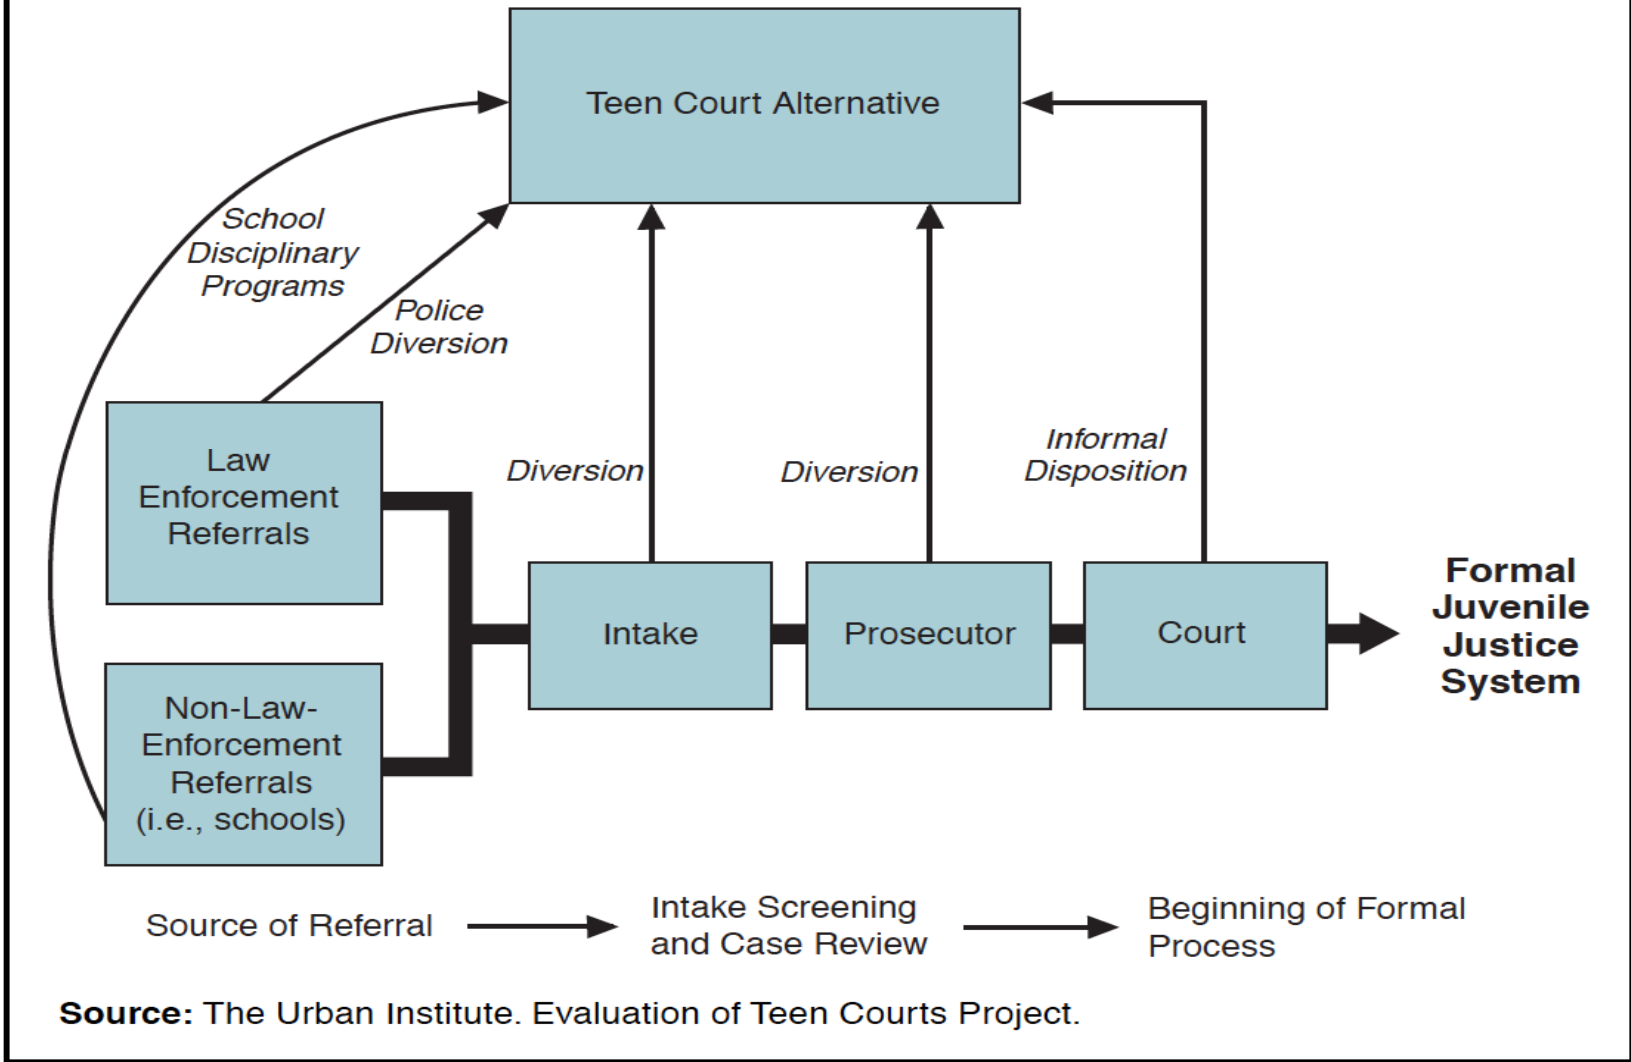 Teen Court Alternative
School
Disciplinary
Programs
Police
Diversion
Law
Enforcement
Referrals
Diversion
Diversion
Informal
Disposition
Non-Law-
Enforcement
Referrals
(i.e., schools)
Intake
Prosecutor
Court
Formal
Juvenile
Justice
System
Source of Referral
Intake Screening
and Case Review
Beginning of Formal
Process
Source: The Urban Institute. Evaluation of Teen Courts Project.